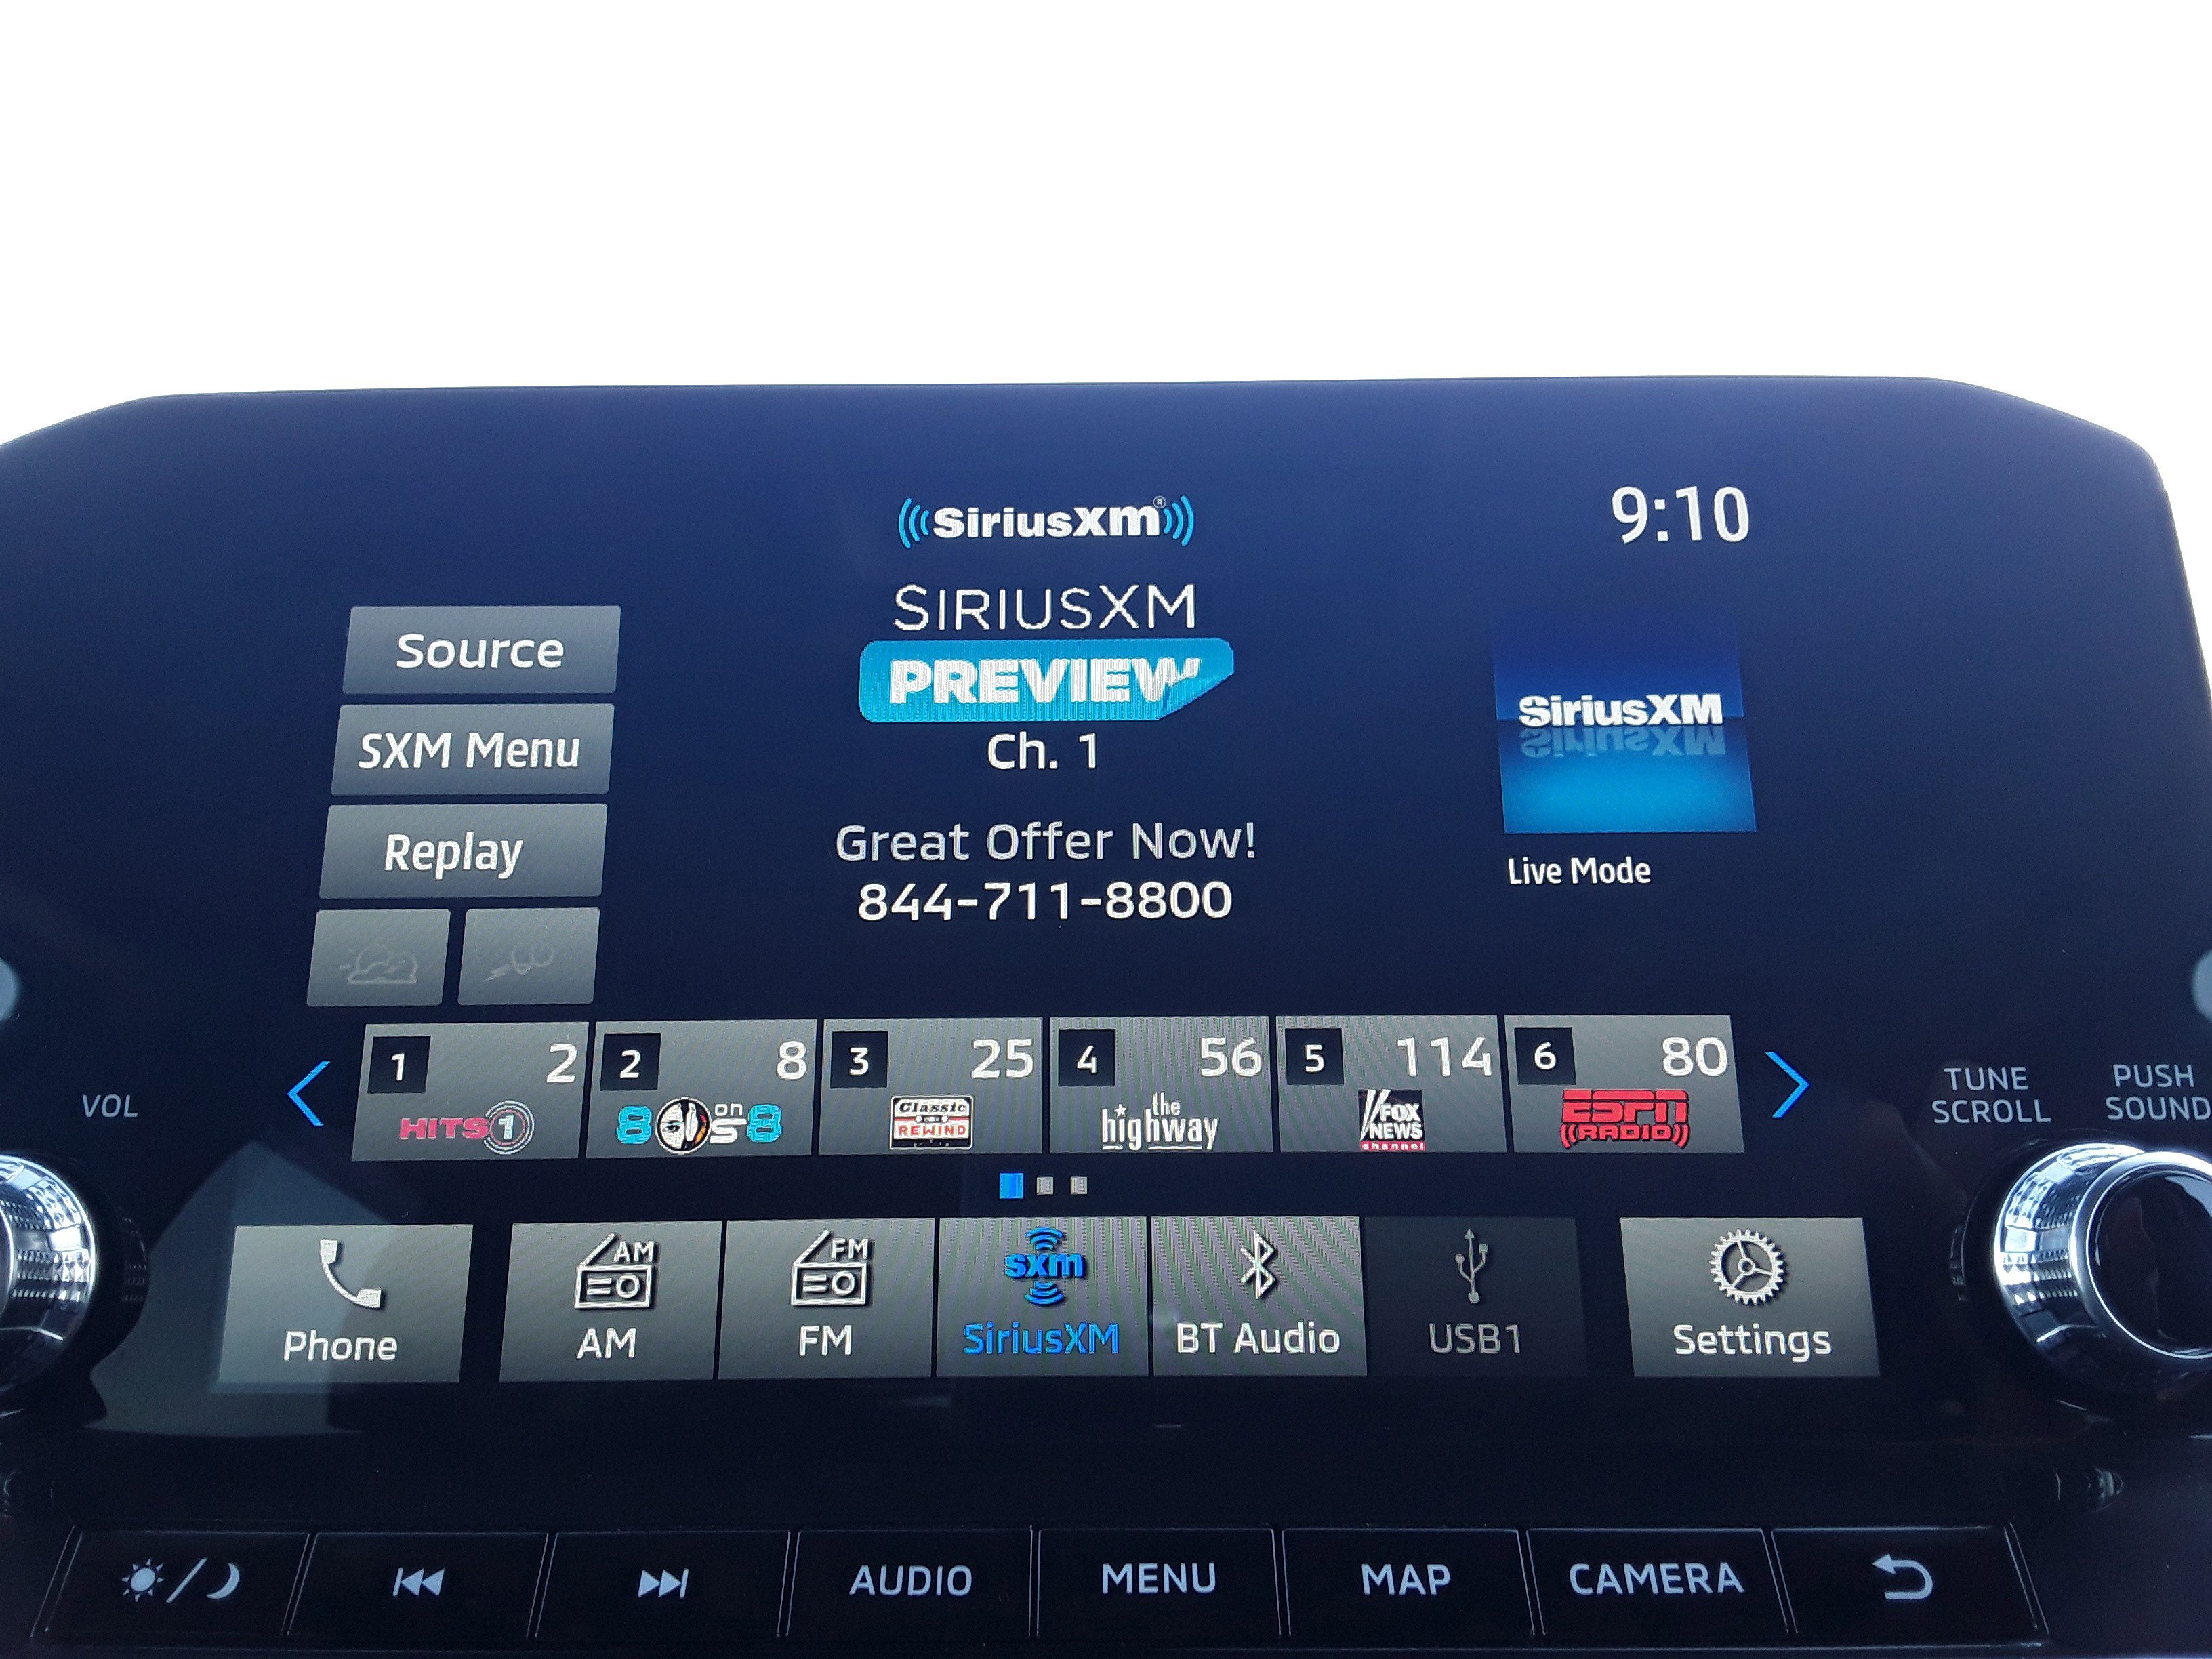 SiriusXM®
9:10
SIRIUSXM
PREVIEW
Ch. 1
Great Offer Now!
844-711-8800
Source
SXM Menu
Replay
SiriusXM
SiriusXM
Live Mode
1 2
HITS 1
2 8
80s on 8
3 25
Classic
REWIND
4 56
the
highway
5 114
FOX
NEWS
channel
6 80
ESPN
RADIO
VOL
TUNE
SCROLL
PUSH
SOUND
Phone
AM
AM
FM
FM
sxm
SiriusXM
BT Audio
USB1
Settings
AUDIO
MENU
MAP
CAMERA